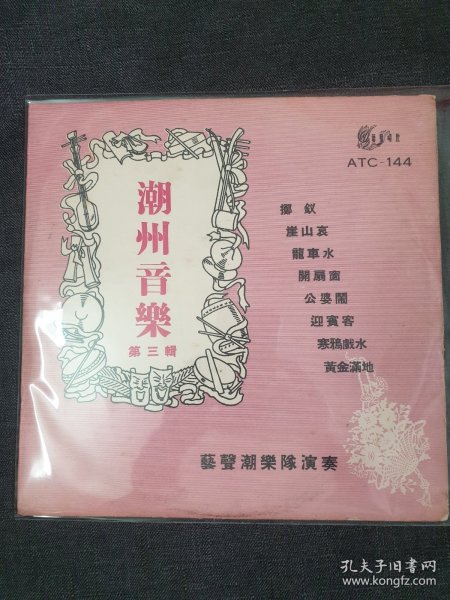 ATC-144
潮州音樂
第三輯
擲釵
崖山哀
龍車水
開扇窗
公婆鬧
迎賓客
寒鴉戲水
黃金滿地
藝聲潮樂隊演奏
孔夫子旧书网
www.kongfz.com